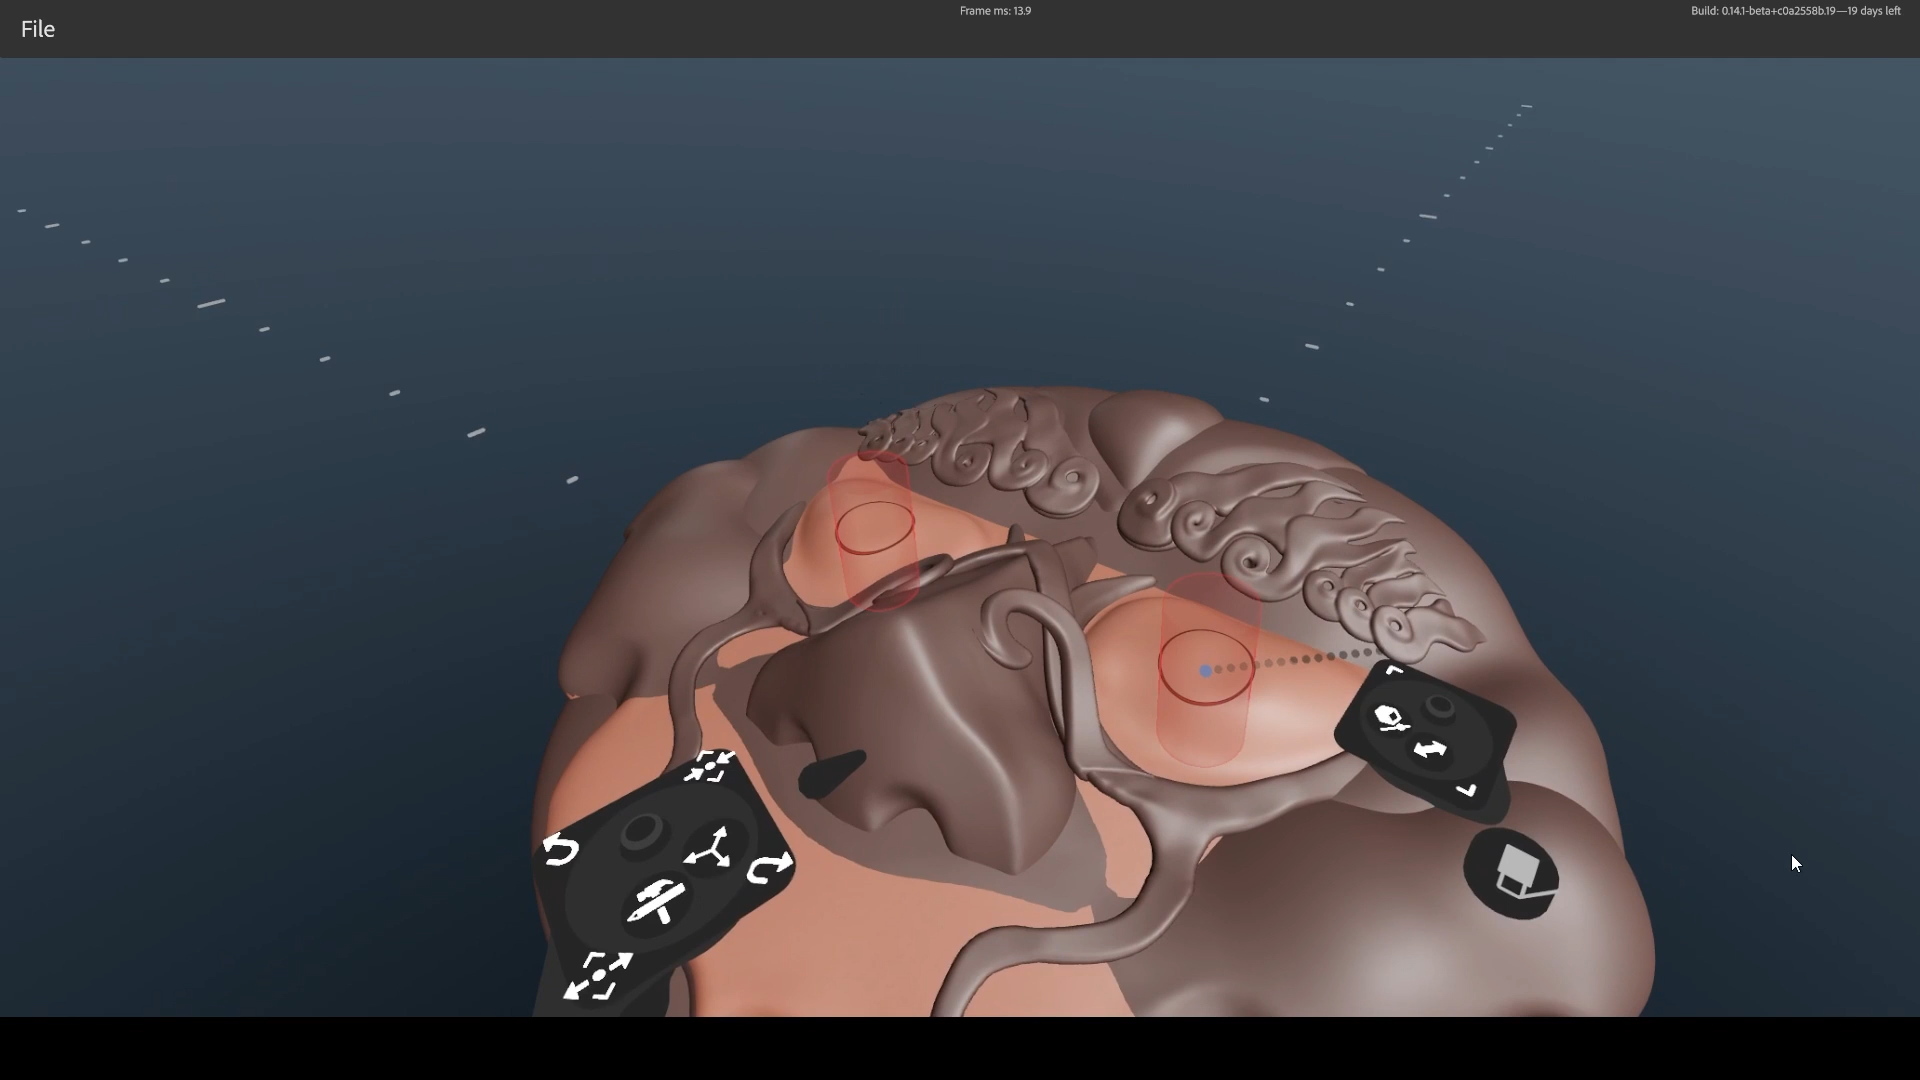 Frame ms: 13.9
Build: 0.14.1-beta+c0a2558b.19—19 days left
File